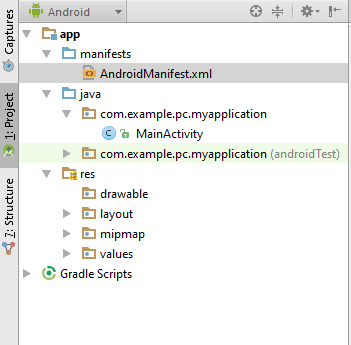 Android
Captures
1: Project
7: Structure
app
manifests
AndroidManifest.xml
java
com.example.pc.myapplication
C MainActivity
com.example.pc.myapplication (androidTest)
res
drawable
layout
mipmap
values
Gradle Scripts